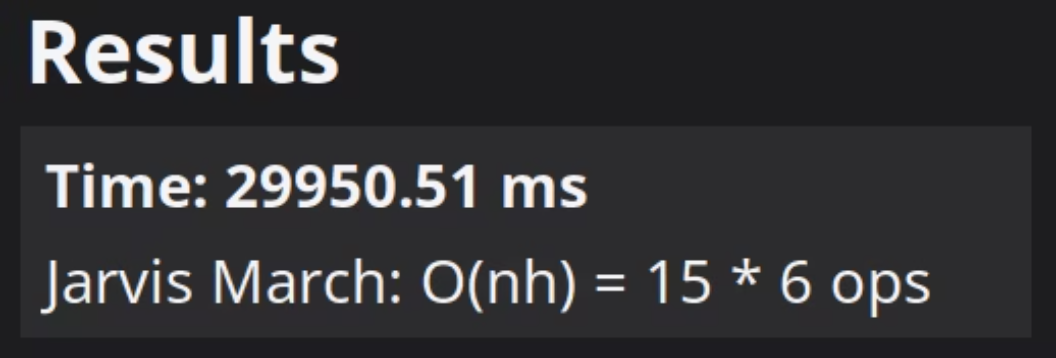 Results
Time: 29950.51 ms
Jarvis March: O(nh) = 15 * 6 ops